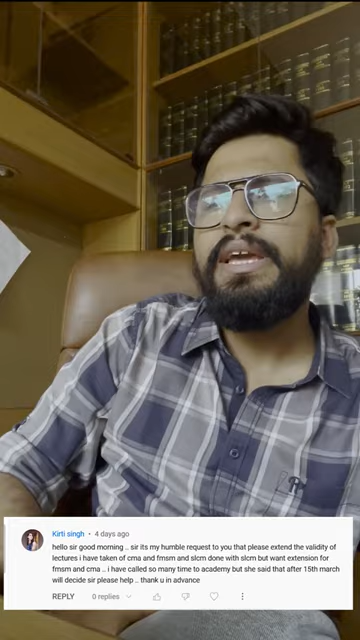 Kirti singh • 4 days ago
hello sir good morning .. sir its my humble request to you that please extend the validity of
lectures i have taken of cma and fmsm and slcm done with slcm but want extension for
fmsm and cma .. i have called so many time to academy but she said that after 15th march
will decide sir please help .. thank u in advance
REPLY 0 replies